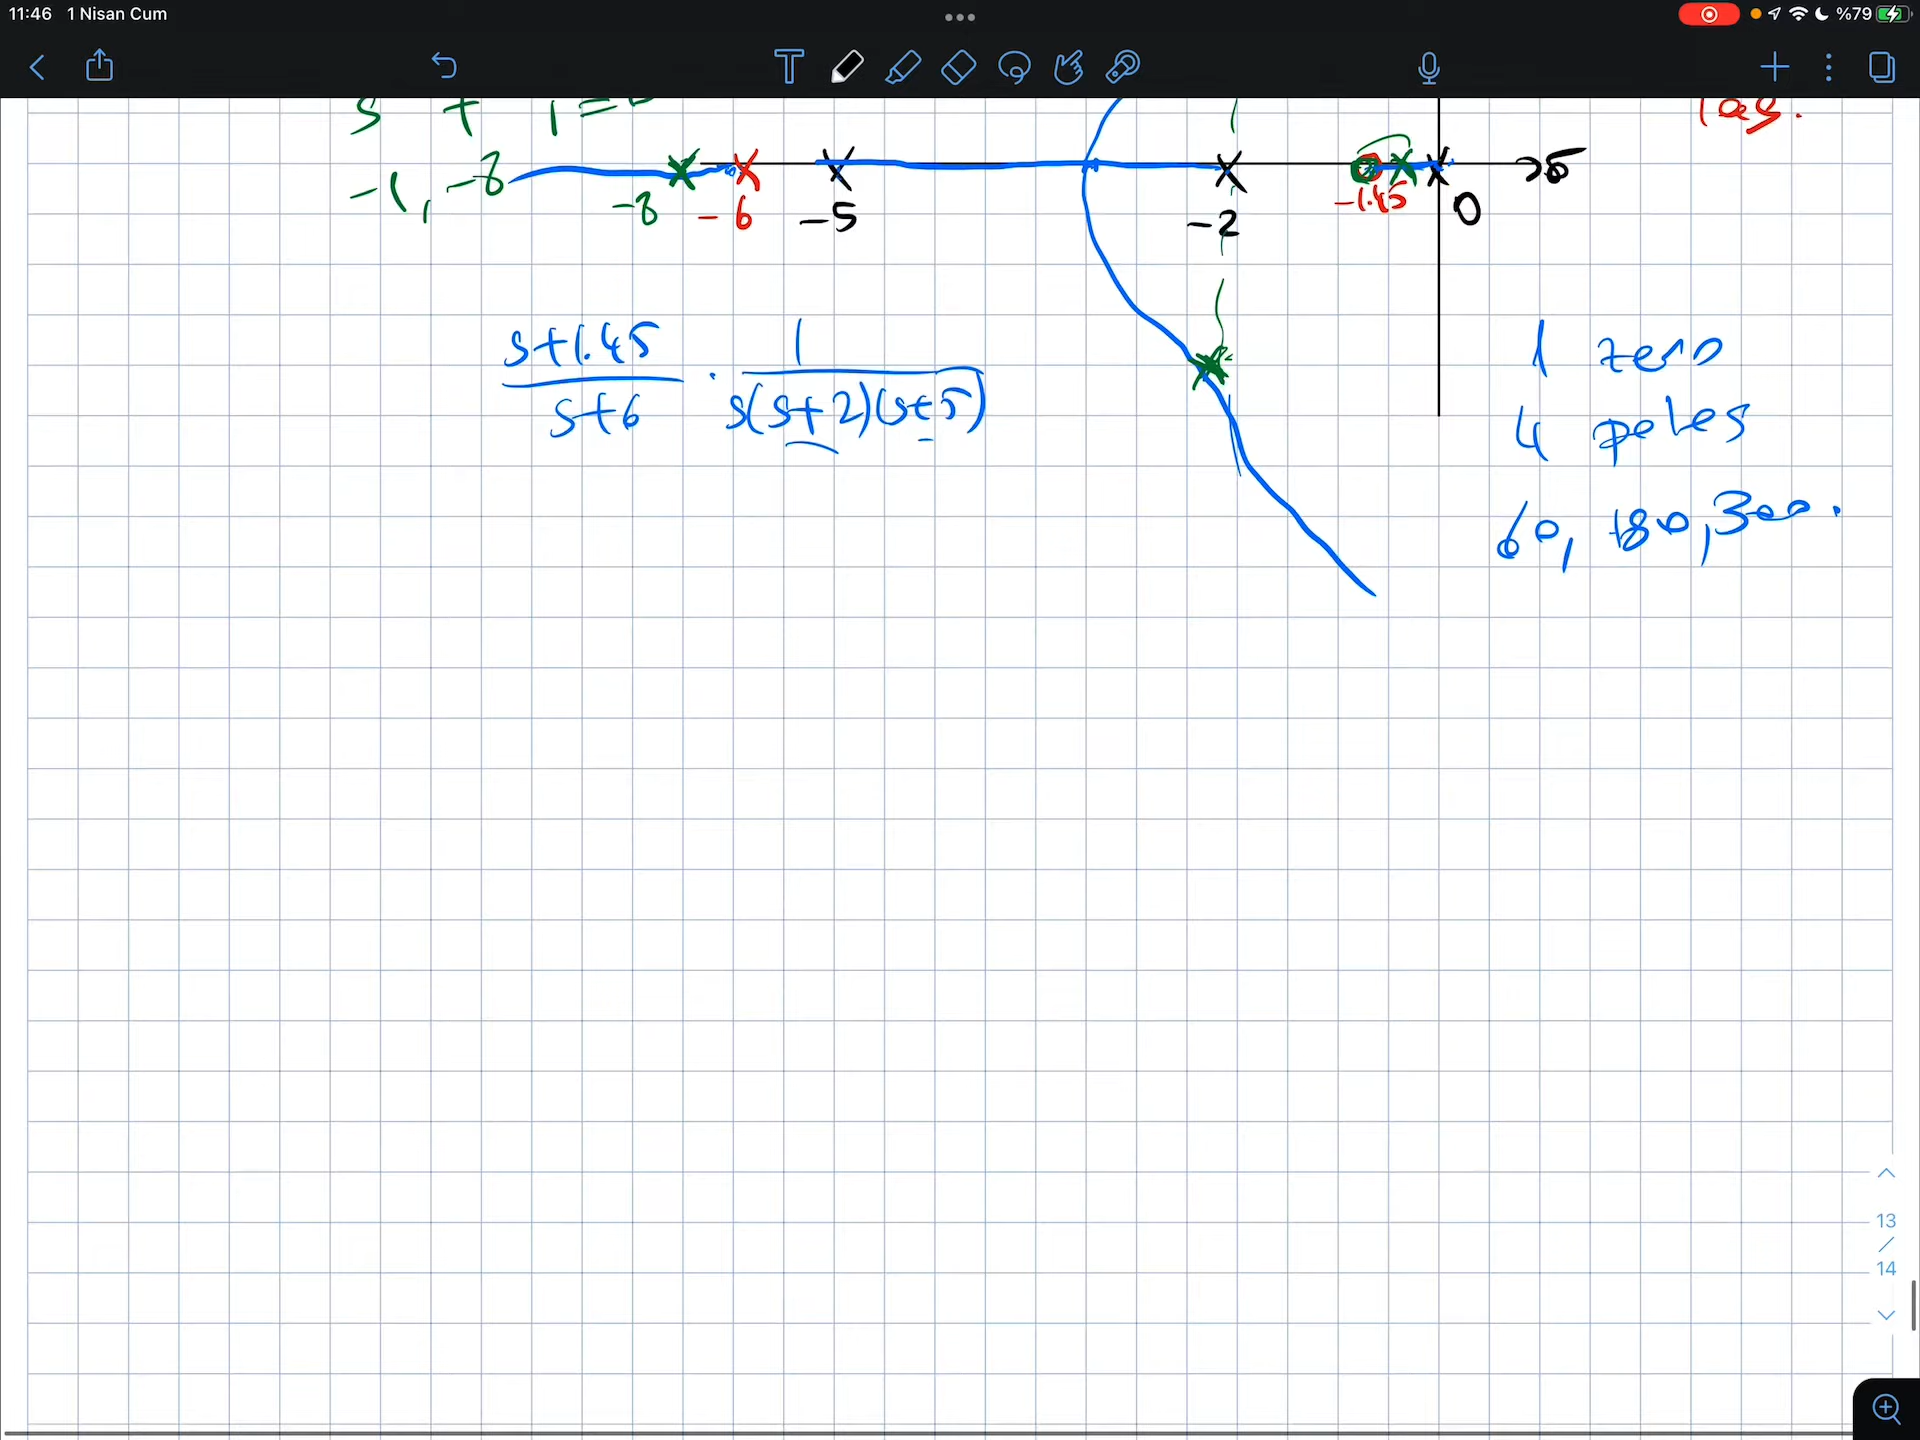 11:46 1 Nisan Cum
%79
lag.
-1, -8
-8
-6
-5
-2
-1.45
0
s+1.45
s+6
.
1
s(s+2)(s+5)
1 zero
4 poles
60, 180, 300.
13
/
14